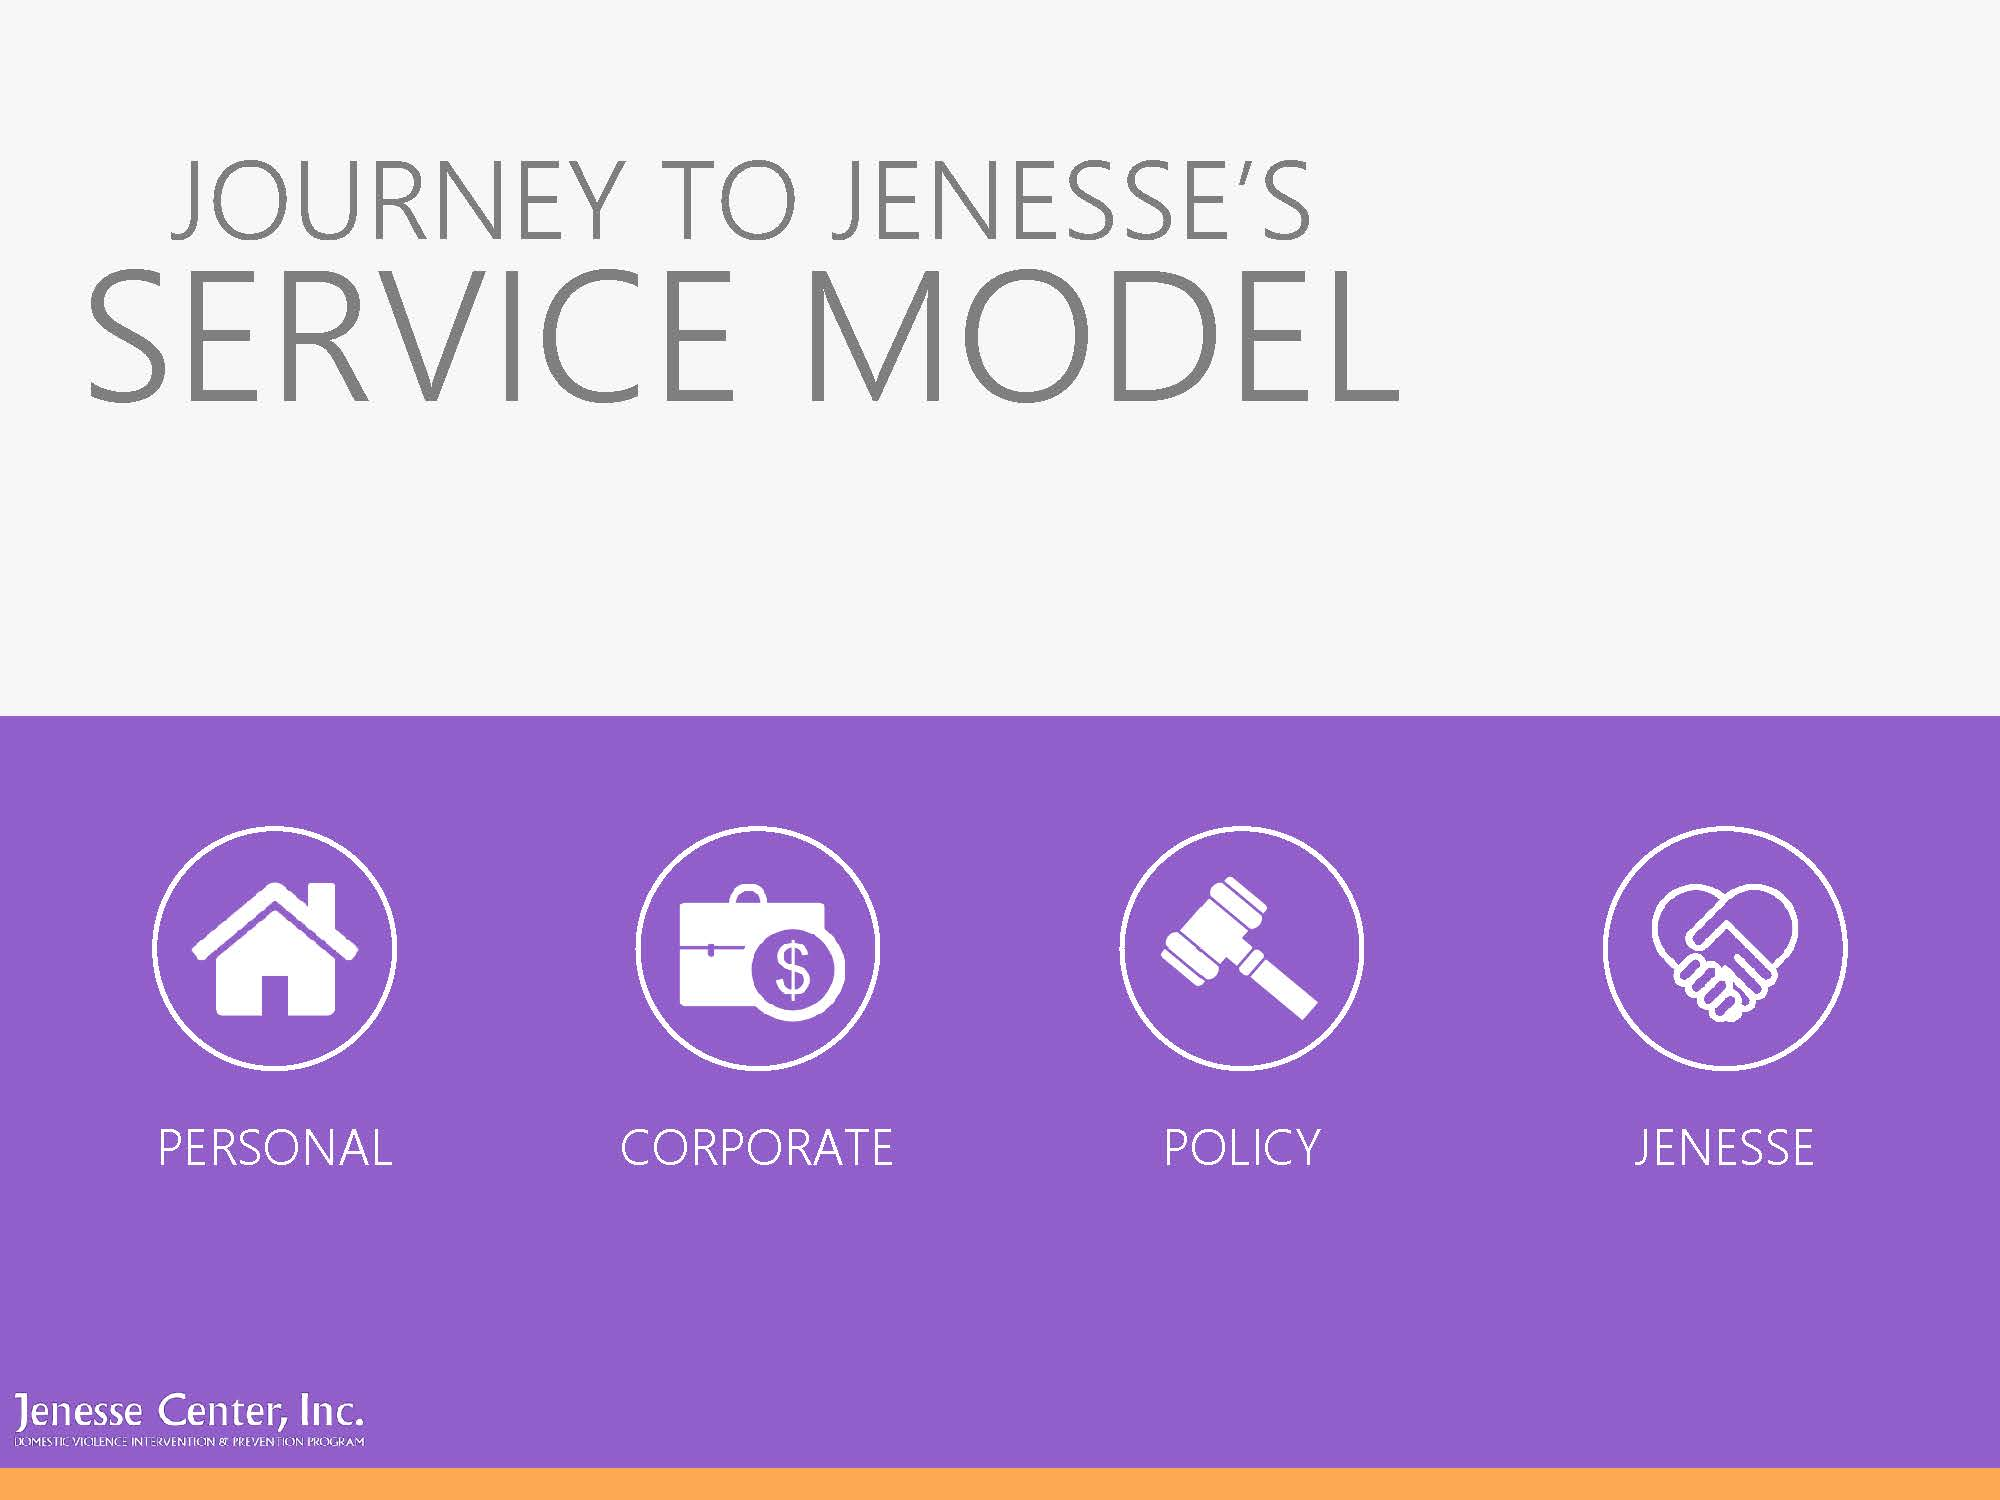 JOURNEY TO JENESSE’S
SERVICE MODEL
$
PERSONAL
CORPORATE
POLICY
JENESSE
Jenesse Center, Inc.
DOMESTIC VIOLENCE INTERVENTION & PREVENTION PROGRAM